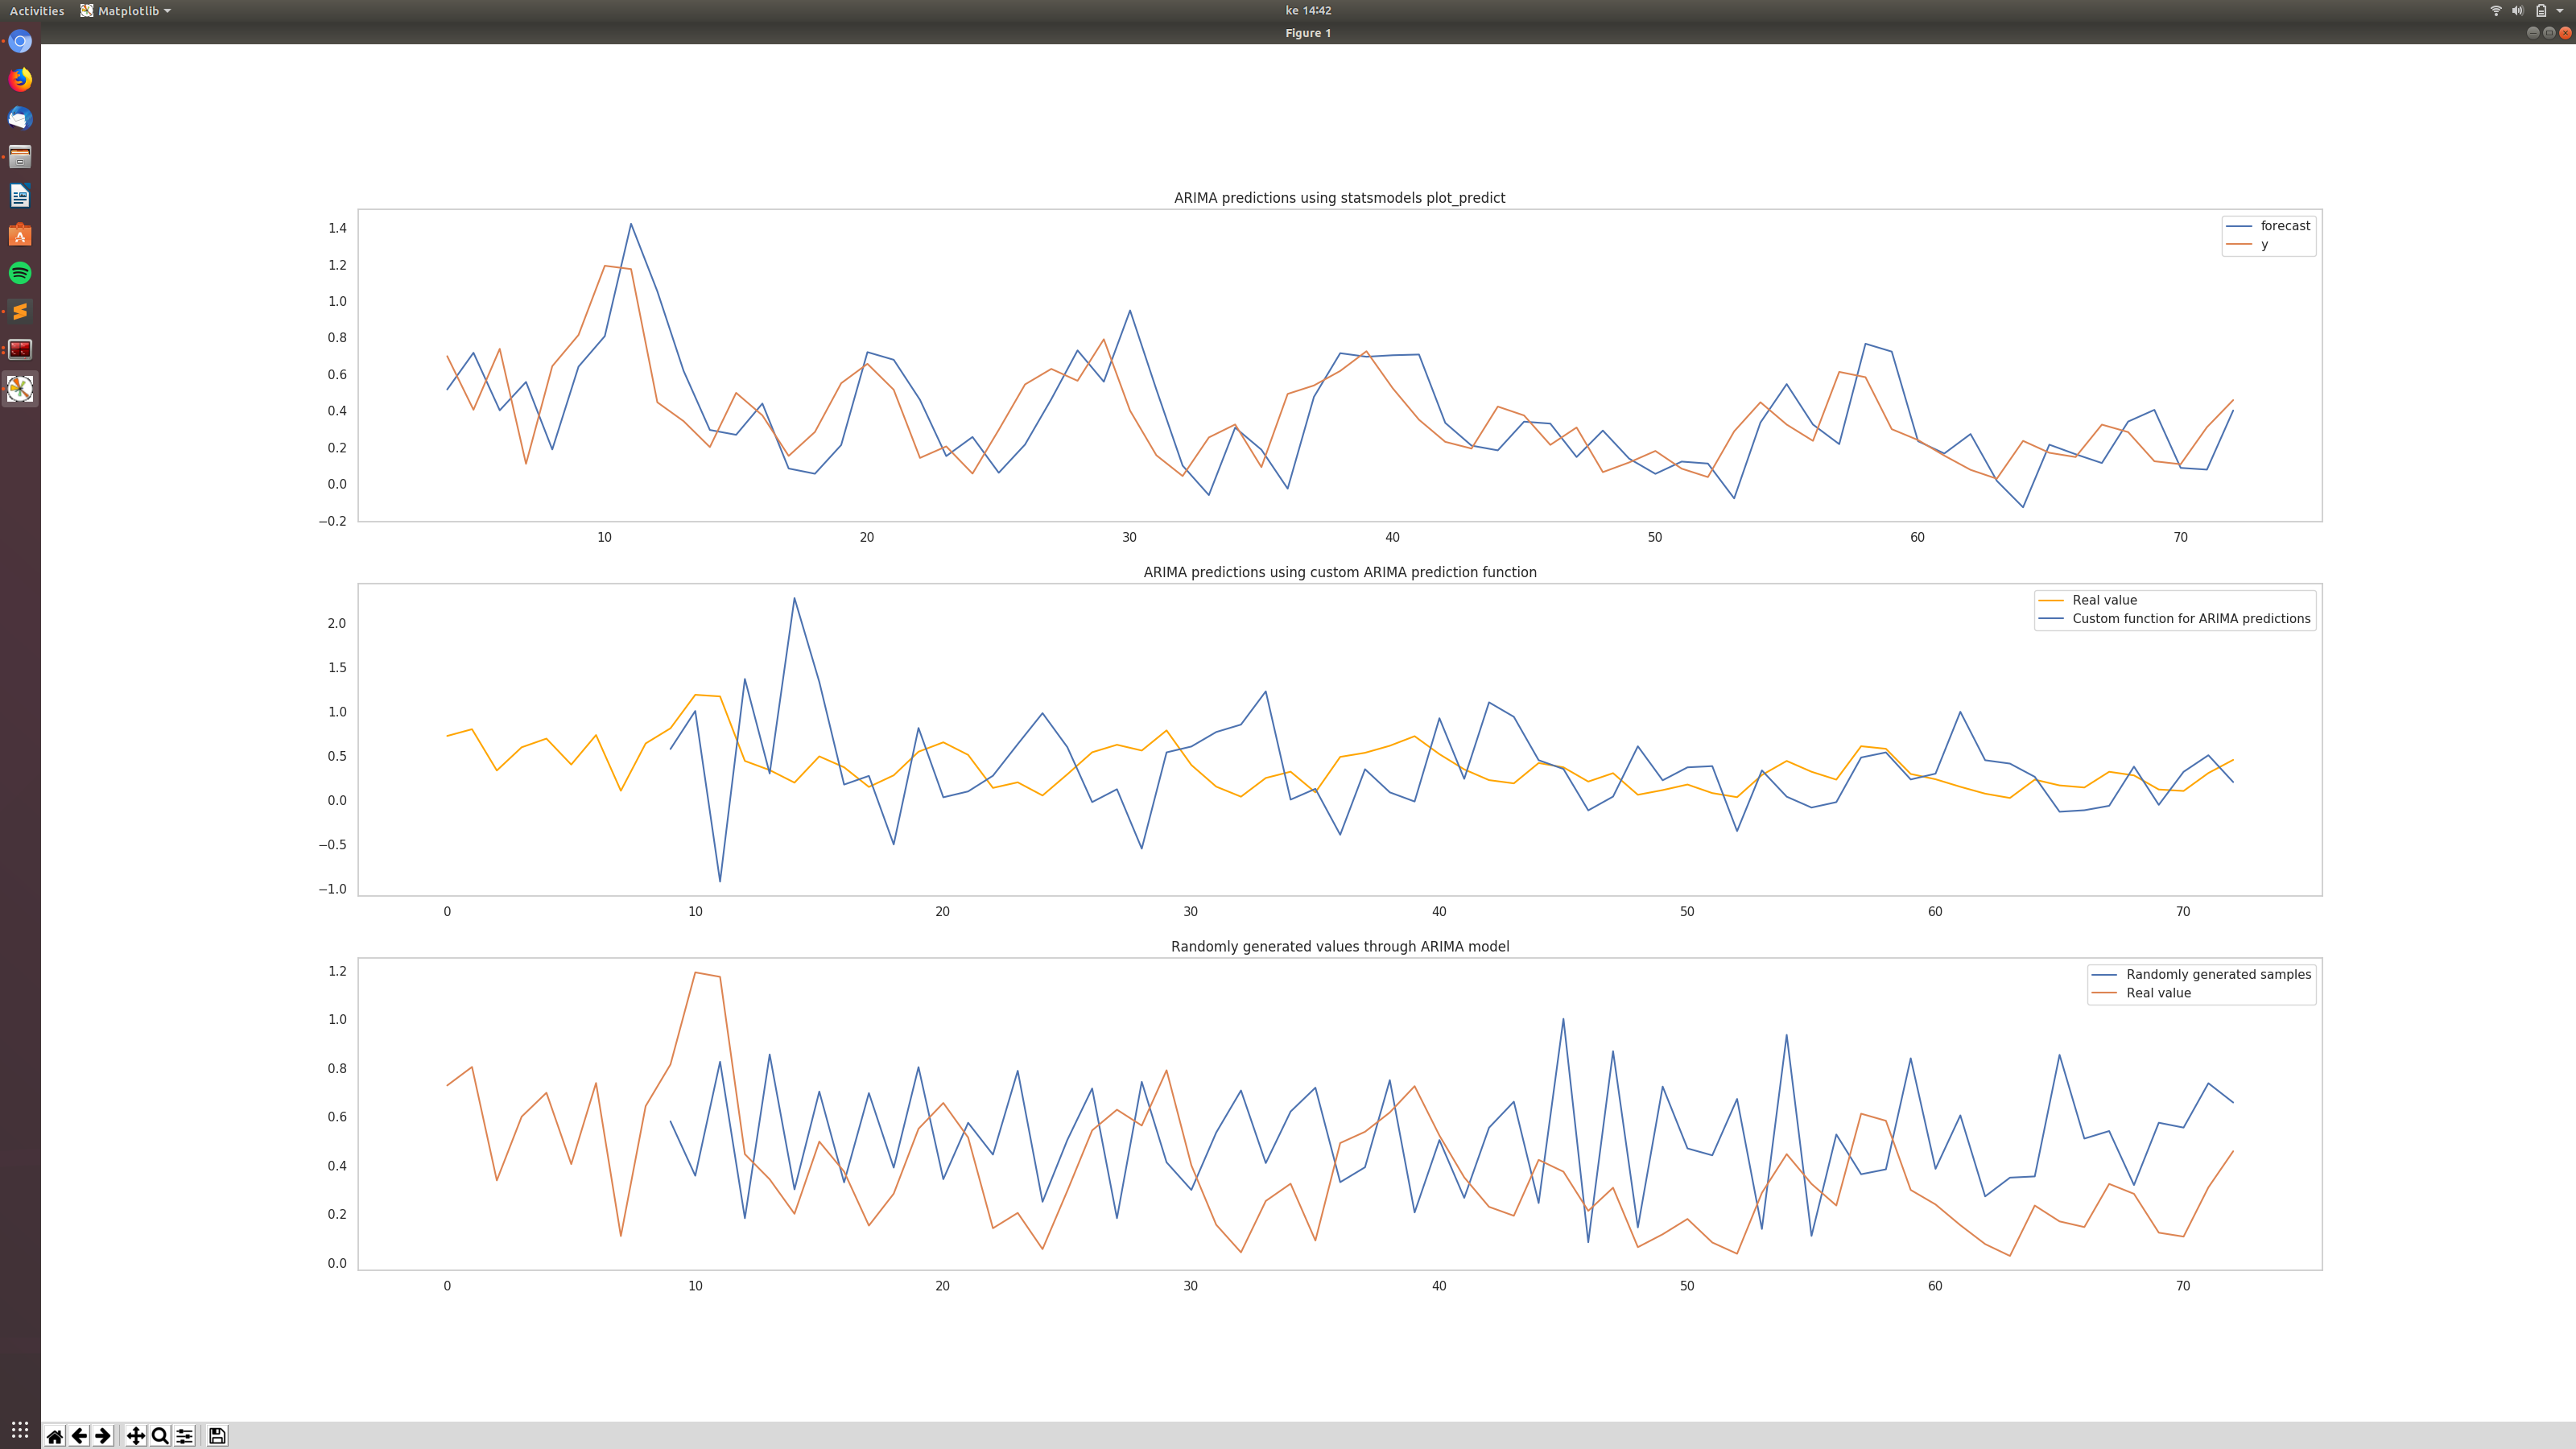 Activities
Matplotlib
ke 14:42
Figure 1
ARIMA predictions using statsmodels plot_predict
forecast
y
1.4
1.2
1.0
0.8
0.6
0.4
0.2
0.0
−0.2
10 20 30 40 50 60 70
ARIMA predictions using custom ARIMA prediction function
Real value
Custom function for ARIMA predictions
2.0
1.5
1.0
0.5
0.0
−0.5
−1.0
0 10 20 30 40 50 60 70
Randomly generated values through ARIMA model
Randomly generated samples
Real value
1.2
1.0
0.8
0.6
0.4
0.2
0.0
0 10 20 30 40 50 60 70